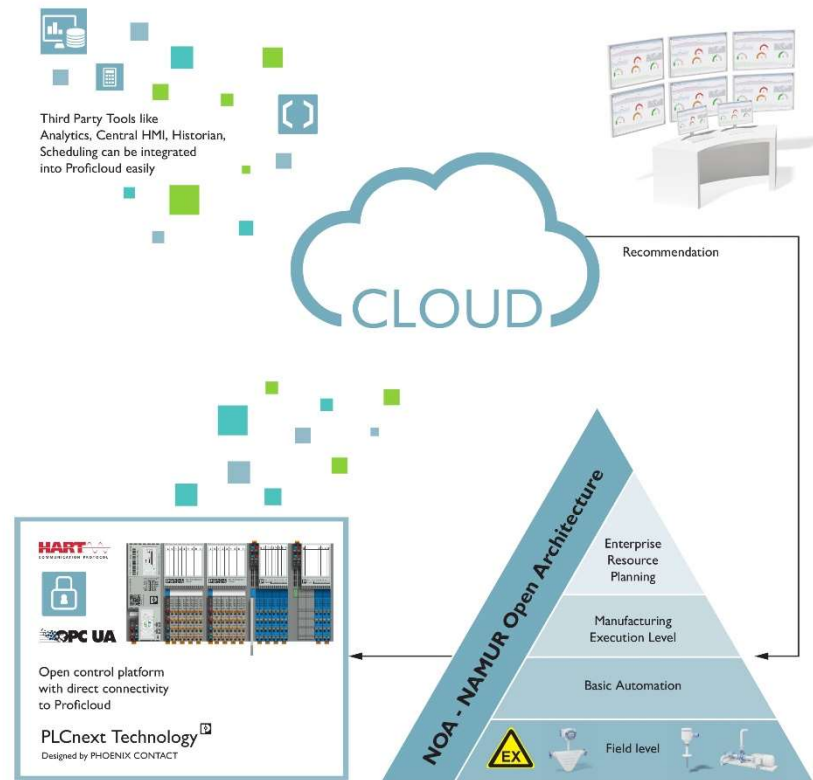 Third Party Tools like
Analytics, Central HMI, Historian,
Scheduling can be integrated
into Proficloud easily
CLOUD
Recommendation
HART
COMMUNICATION PROTOCOL
OPC UA
Open control platform
with direct connectivity
to Proficloud
PLCnext Technology
Designed by PHOENIX CONTACT
NOA - NAMUR Open Architecture
Enterprise
Resource
Planning
Manufacturing
Execution Level
Basic Automation
EX
Field level